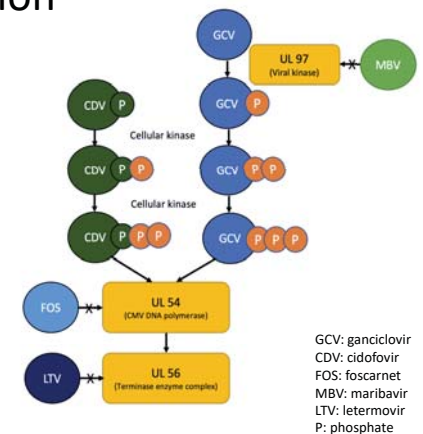 GCV
UL 97
(Viral kinase)
MBV
CDV P
GCV P
Cellular kinase
CDV P P
GCV P P
Cellular kinase
CDV P P P
GCV P P P
FOS
UL 54
(CMV DNA polymerase)
LTV
UL 56
(Terminase enzyme complex)
GCV: ganciclovir
CDV: cidofovir
FOS: foscarnet
MBV: maribavir
LTV: letermovir
P: phosphate